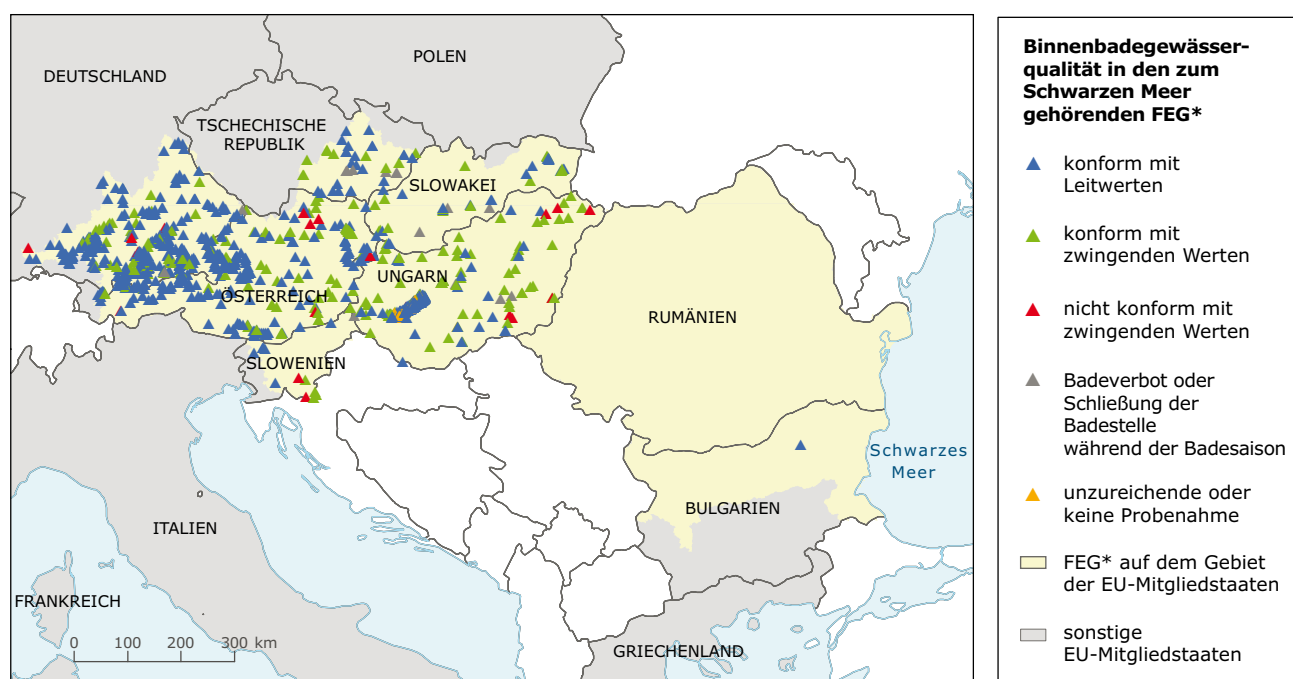 POLEN
DEUTSCHLAND
TSCHECHISCHE
REPUBLIK
SLOWAKEI
UNGARN
ÖSTERREICH
RUMÄNIEN
SLOWENIEN
Schwarzes
Meer
BULGARIEN
ITALIEN
FRANKREICH
GRIECHENLAND
0 100 200 300 km
Binnenbadegewässer-
qualität in den zum
Schwarzen Meer
gehörenden FEG*
konform mit
Leitwerten
konform mit
zwingenden Werten
nicht konform mit
zwingenden Werten
Badeverbot oder
Schließung der
Badestelle
während der Badesaison
unzureichende oder
keine Probenahme
FEG* auf dem Gebiet
der EU-Mitgliedstaaten
sonstige
EU-Mitgliedstaaten